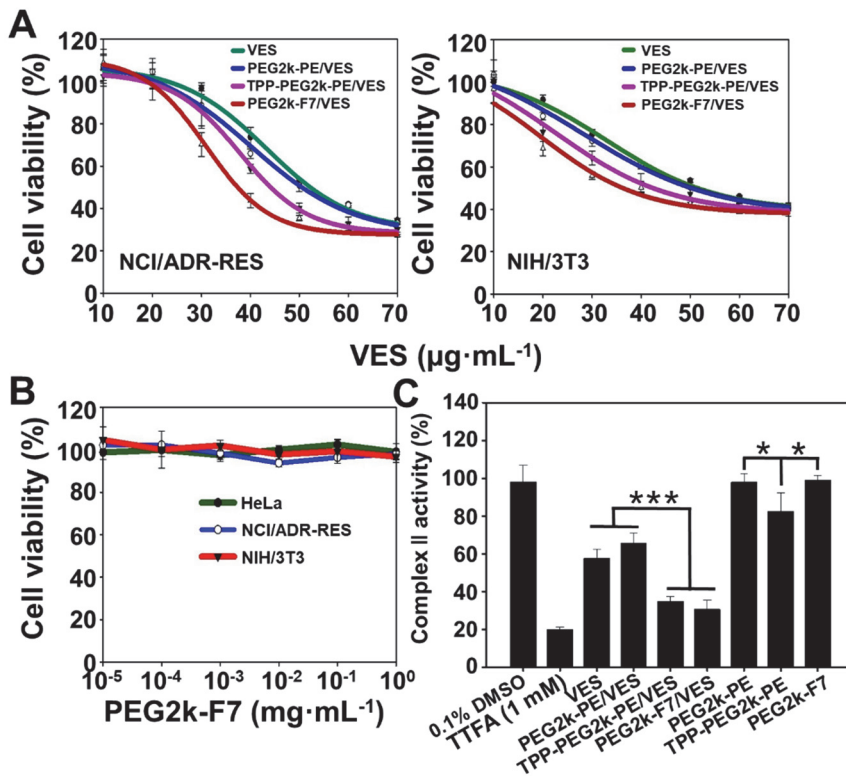 A
Cell viability (%)
120
100
80
60
40
20
0
VES
PEG2k-PE/VES
TPP-PEG2k-PE/VES
PEG2k-F7/VES
NCI/ADR-RES
10 20 30 40 50 60 70
Cell viability (%)
120
100
80
60
40
20
0
VES
PEG2k-PE/VES
TPP-PEG2k-PE/VES
PEG2k-F7/VES
NIH/3T3
10 20 30 40 50 60 70
VES (µg·mL⁻¹)
B
Cell viability (%)
120
100
80
60
40
20
0
HeLa
NCI/ADR-RES
NIH/3T3
10⁻⁵ 10⁻⁴ 10⁻³ 10⁻² 10⁻¹ 10⁰
PEG2k-F7 (mg·mL⁻¹)
C
Complex II activity (%)
140
120
100
80
60
40
20
0
***
* *
0.1% DMSO
TTFA (1 mM)
VES
PEG2k-PE/VES
TPP-PEG2k-PE/VES
PEG2k-F7/VES
PEG2k-PE
TPP-PEG2k-PE
PEG2k-F7